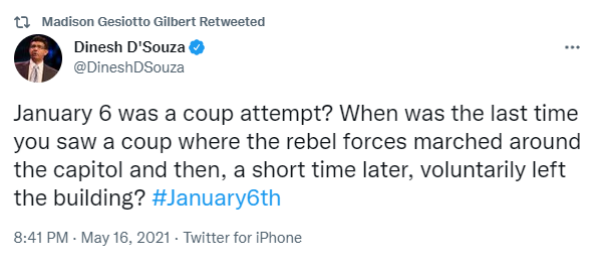 Madison Gesiotto Gilbert Retweeted
Dinesh D'Souza
@DineshDSouza
January 6 was a coup attempt? When was the last time
you saw a coup where the rebel forces marched around
the capitol and then, a short time later, voluntarily left
the building? #January6th
8:41 PM · May 16, 2021 · Twitter for iPhone